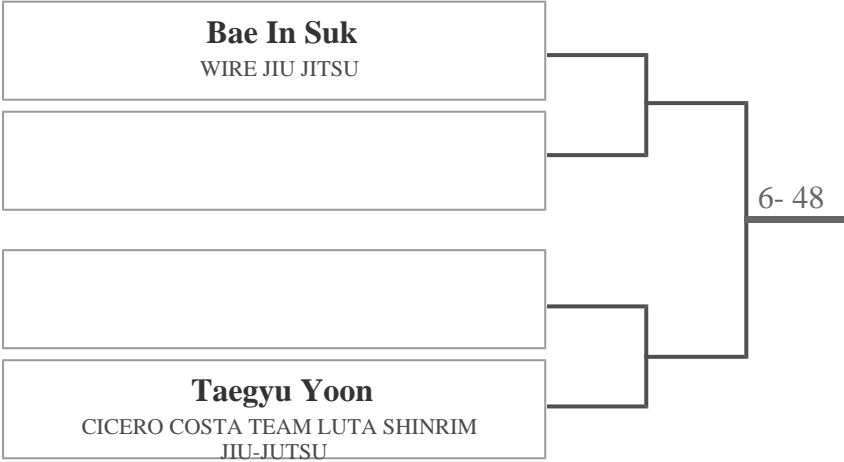 Bae In Suk
WIRE JIU JITSU
6- 48
Taegyu Yoon
CICERO COSTA TEAM LUTA SHINRIM
JIU-JUTSU